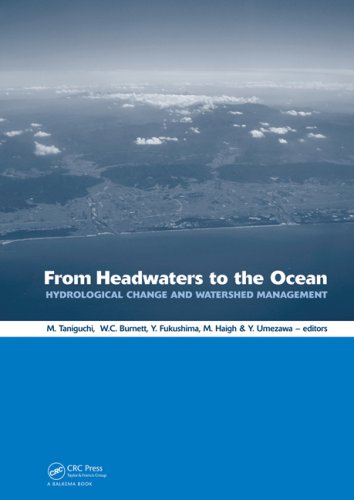 From Headwaters to the Ocean
HYDROLOGICAL CHANGE AND WATERSHED MANAGEMENT
M. Taniguchi, W.C. Burnett, Y. Fukushima, M. Haigh & Y. Umezawa – editors
CRC
CRC Press
Taylor & Francis Group
A BALKEMA BOOK